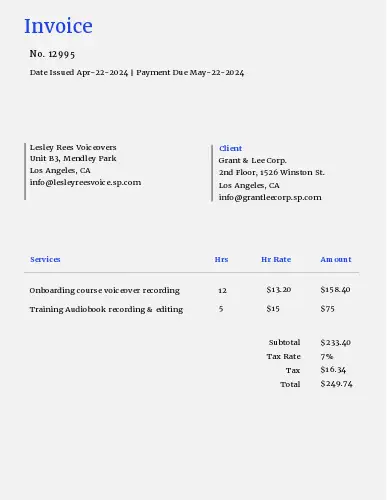 Invoice
No. 12995
Date Issued Apr-22-2024 | Payment Due May-22-2024
Lesley Rees Voiceovers
Unit B3, Mendley Park
Los Angeles, CA
info@lesleyreesvoice.sp.com
Client
Grant & Lee Corp.
2nd Floor, 1526 Winston St.
Los Angeles, CA
info@grantleecorp.sp.com
Services Hrs Hr Rate Amount
Onboarding course voiceover recording 12 $13.20 $158.40
Training Audiobook recording & editing 5 $15 $75
Subtotal $233.40
Tax Rate 7%
Tax $16.34
Total $249.74